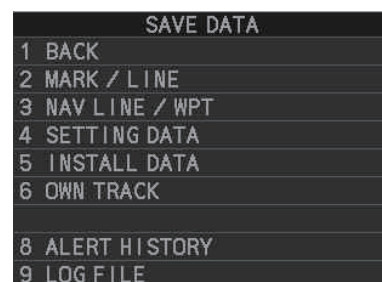 SAVE DATA
1 BACK
2 MARK / LINE
3 NAV LINE / WPT
4 SETTING DATA
5 INSTALL DATA
6 OWN TRACK
8 ALERT HISTORY
9 LOG FILE